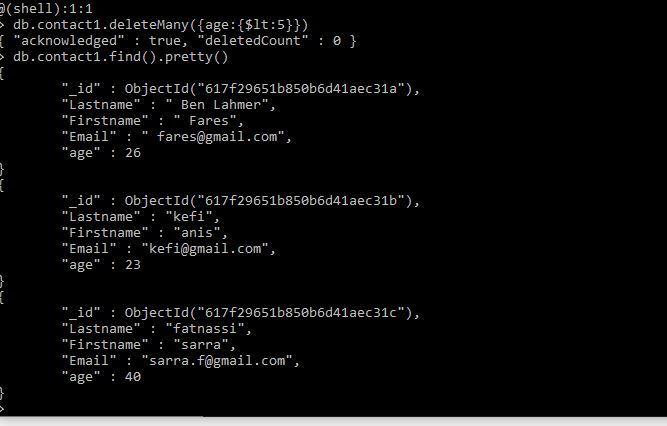 @(shell):1:1
> db.contact1.deleteMany({age:{$lt:5}})
{ "acknowledged" : true, "deletedCount" : 0 }
> db.contact1.find().pretty()
{
        "_id" : ObjectId("617f29651b850b6d41aec31a"),
        "Lastname" : " Ben Lahmer",
        "Firstname" : " Fares",
        "Email" : " fares@gmail.com",
        "age" : 26
}
{
        "_id" : ObjectId("617f29651b850b6d41aec31b"),
        "Lastname" : "kefi",
        "Firstname" : "anis",
        "Email" : "kefi@gmail.com",
        "age" : 23
}
{
        "_id" : ObjectId("617f29651b850b6d41aec31c"),
        "Lastname" : "fatnassi",
        "Firstname" : "sarra",
        "Email" : "sarra.f@gmail.com",
        "age" : 40
}
>